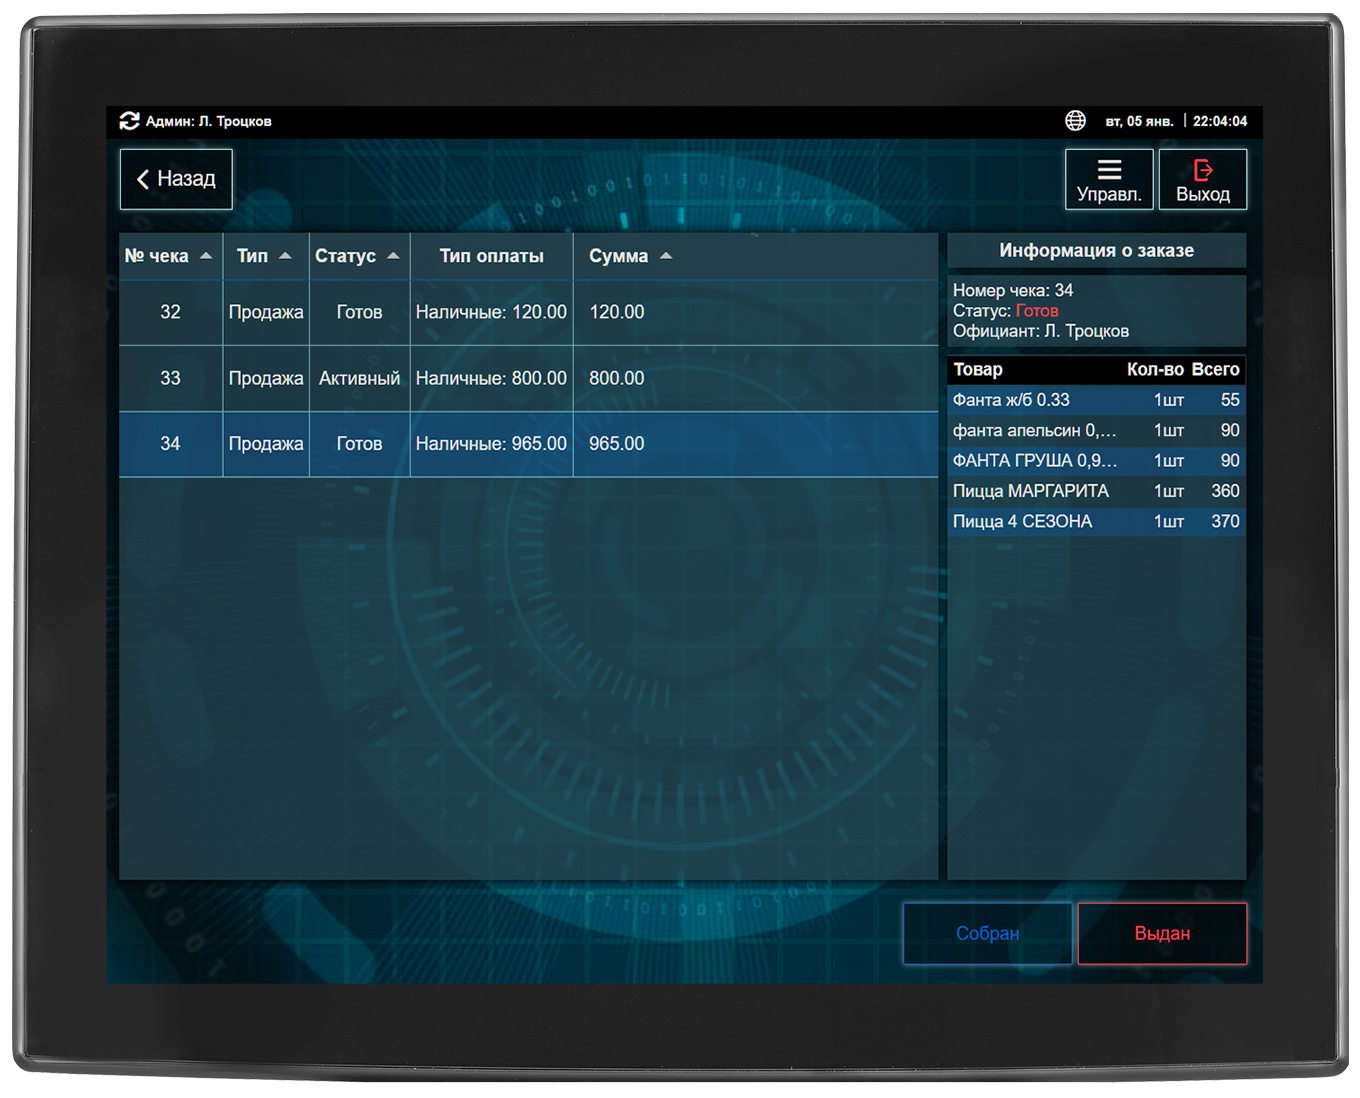 Админ: Л. Троцков
вт, 05 янв. | 22:04:04
Назад
Управл.
Выход
№ чека Тип Статус Тип оплаты Сумма
32 Продажа Готов Наличные: 120.00 120.00
33 Продажа Активный Наличные: 800.00 800.00
34 Продажа Готов Наличные: 965.00 965.00
Информация о заказе
Номер чека: 34
Статус: Готов
Официант: Л. Троцков
Товар Кол-во Всего
Фанта ж/б 0.33 1шт 55
фанта апельсин 0,... 1шт 90
ФАНТА ГРУША 0,9... 1шт 90
Пицца МАРГАРИТА 1шт 360
Пицца 4 СЕЗОНА 1шт 370
Собран
Выдан